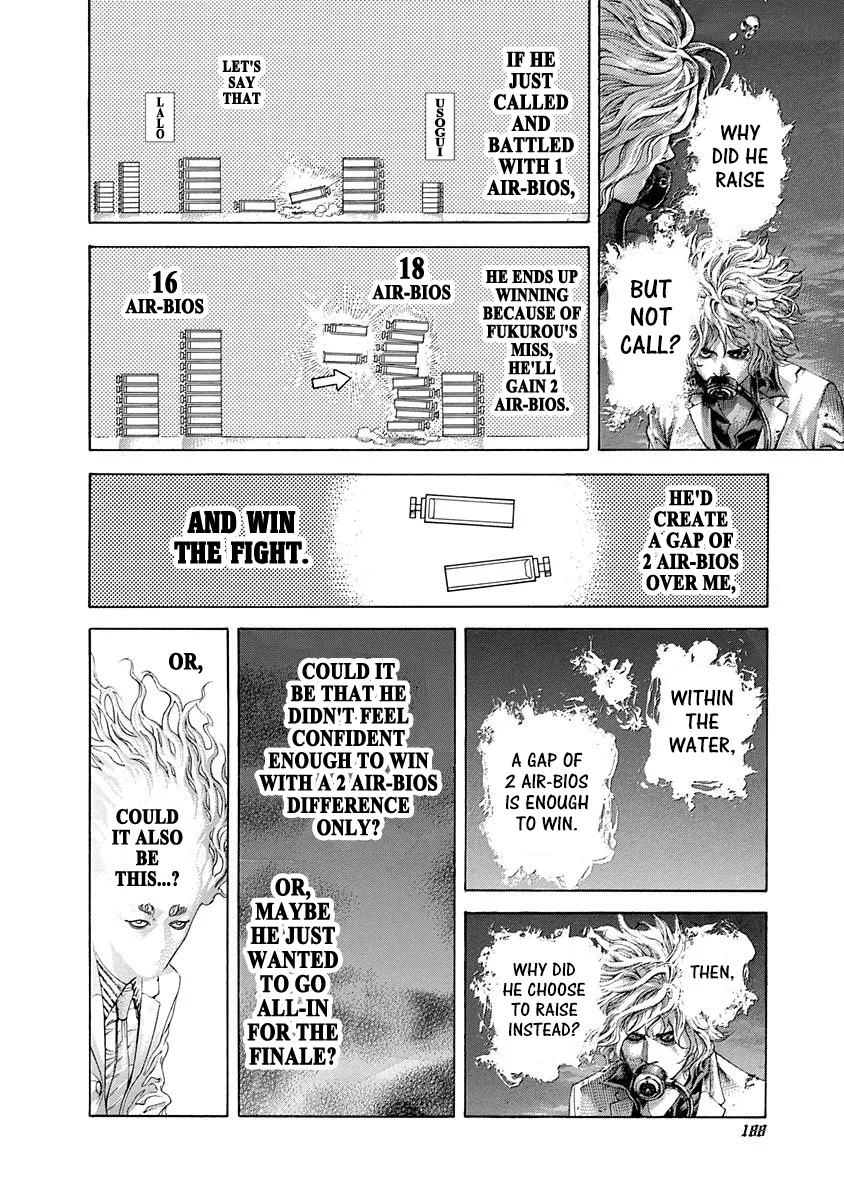 WHY
DID HE
RAISE
BUT
NOT
CALL?
IF HE
JUST
CALLED
AND
BATTLED
WITH 1
AIR-BIOS,
LET'S
SAY
THAT
USOGUI
LALO
HE ENDS UP
WINNING
BECAUSE OF
FUKUROU'S
MISS,
HE'LL
GAIN 2
AIR-BIOS.
18
AIR-BIOS
16
AIR-BIOS
HE'D
CREATE
A GAP OF
2 AIR-BIOS
OVER ME,
AND WIN
THE FIGHT.
WITHIN
THE
WATER,
A GAP OF
2 AIR-BIOS
IS ENOUGH
TO WIN.
THEN,
WHY DID
HE CHOOSE
TO RAISE
INSTEAD?
COULD IT
BE THAT HE
DIDN'T FEEL
CONFIDENT
ENOUGH TO WIN
WITH A 2 AIR-BIOS
DIFFERENCE
ONLY?
OR,
MAYBE
HE JUST
WANTED
TO GO
ALL-IN
FOR THE
FINALE?
OR,
COULD
IT ALSO
BE
THIS...?
188